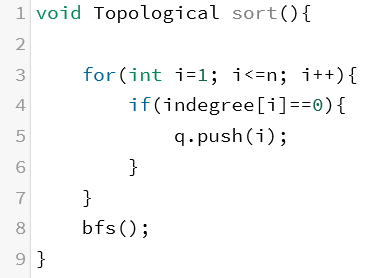 1 void Topological sort(){
2
3     for(int i=1; i<=n; i++){
4         if(indegree[i]==0){
5             q.push(i);
6         }
7     }
8     bfs();
9 }